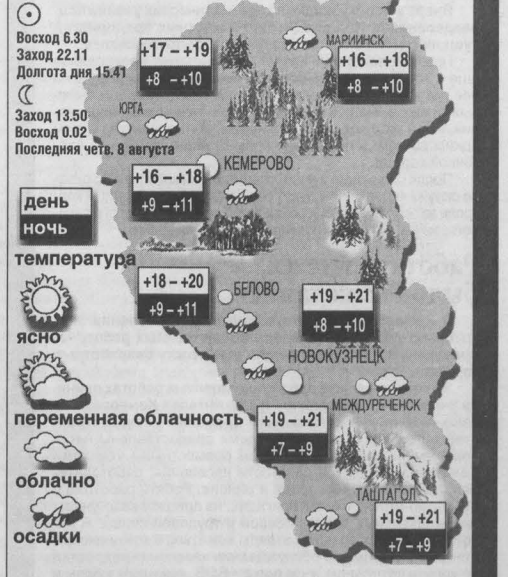 Восход 6.30
Заход 22.11
Долгота дня 15.41
Заход 13.50
Восход 0.02
Последняя четв. 8 августа
+17 – +19
+8 – +10
МАРИИНСК
+16 – +18
+8 – +10
ЮРГА
КЕМЕРОВО
+16 – +18
+9 – +11
день
ночь
температура
+18 – +20
+9 – +11
БЕЛОВО
+19 – +21
+8 – +10
ясно
НОВОКУЗНЕЦК
МЕЖДУРЕЧЕНСК
переменная облачность
+19 – +21
+7 – +9
облачно
ТАШТАГОЛ
+19 – +21
+7 – +9
осадки